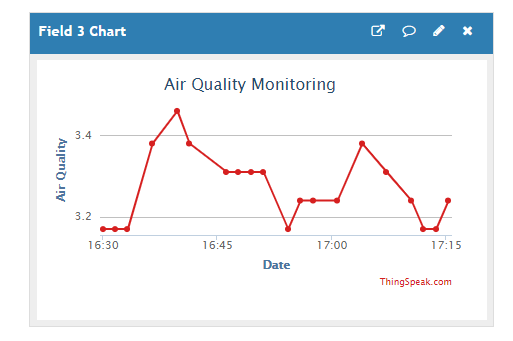 Field 3 Chart
Air Quality Monitoring
Air Quality
3.4
3.2
16:30 16:45 17:00 17:15
Date
ThingSpeak.com